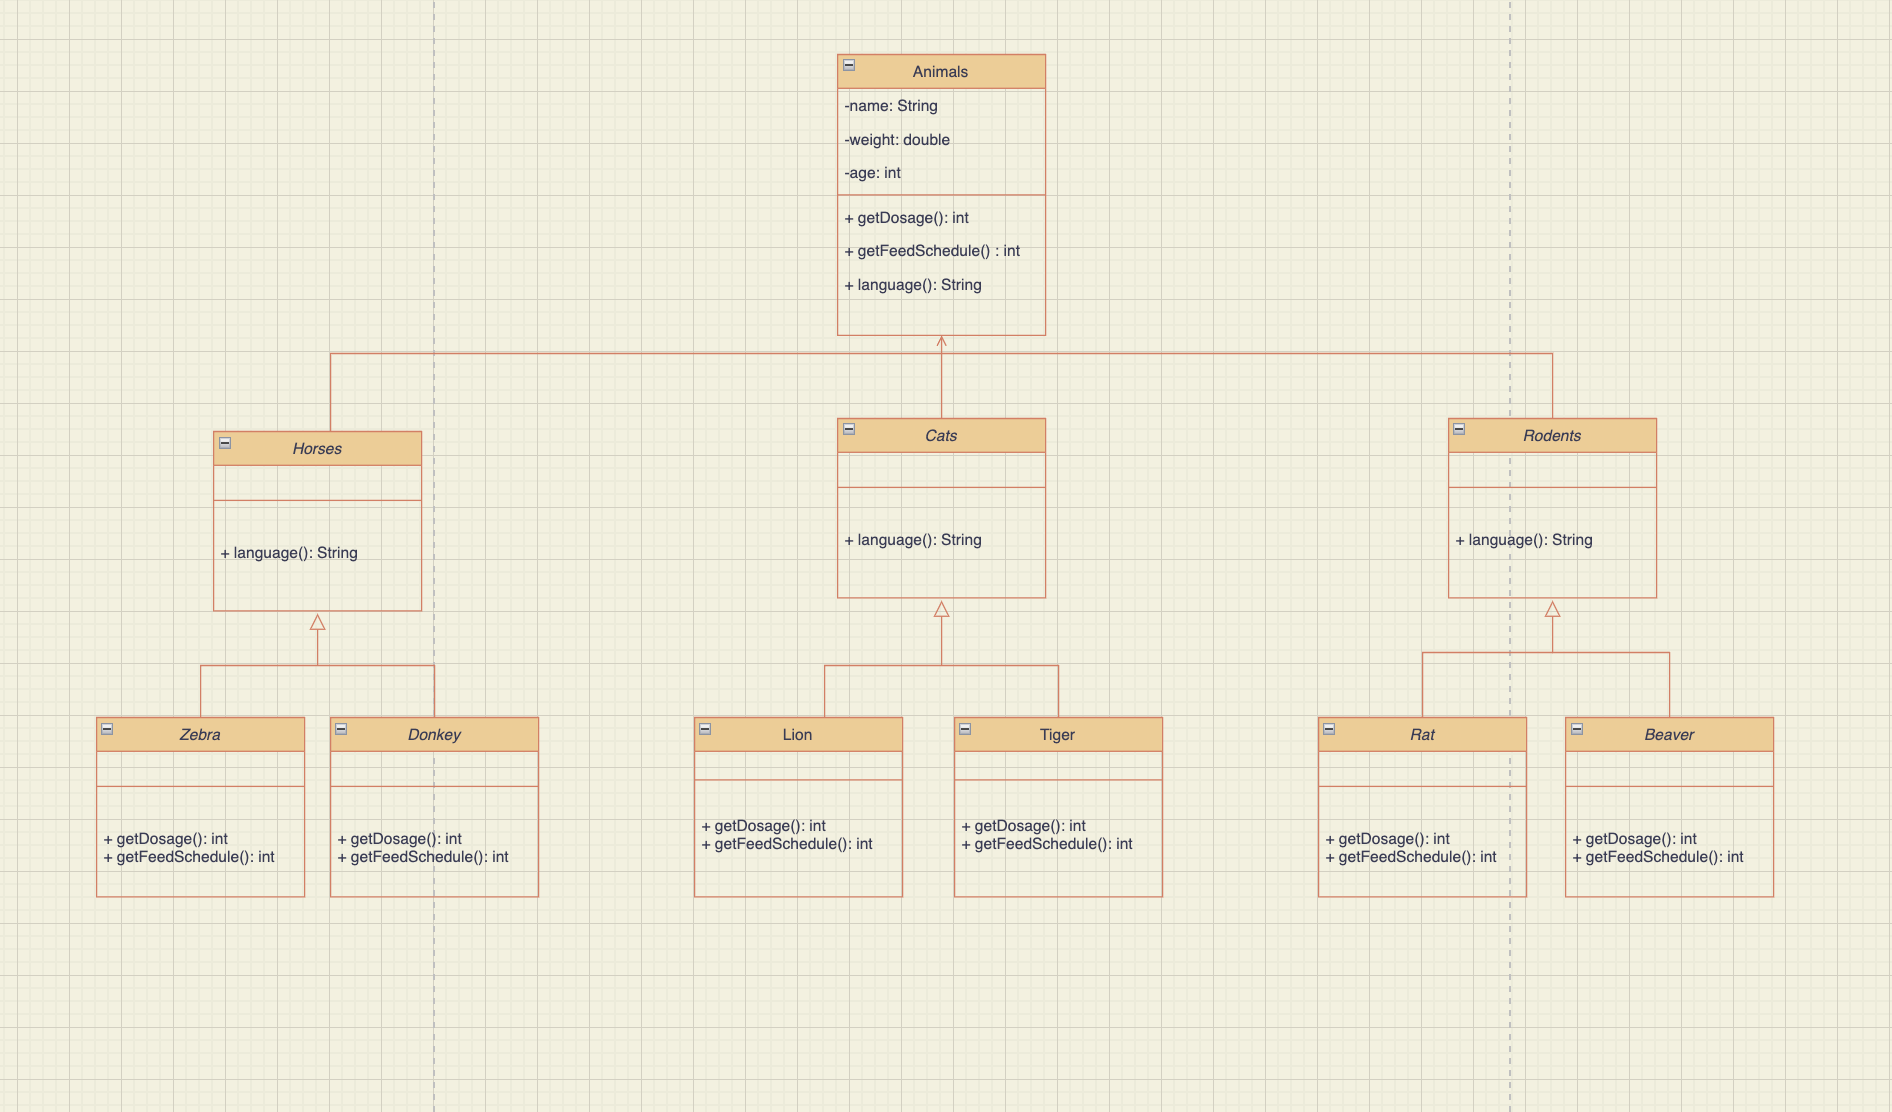 Animals
-name: String
-weight: double
-age: int
+ getDosage(): int
+ getFeedSchedule() : int
+ language(): String
Horses
+ language(): String
Cats
+ language(): String
Rodents
+ language(): String
Zebra
+ getDosage(): int
+ getFeedSchedule(): int
Donkey
+ getDosage(): int
+ getFeedSchedule(): int
Lion
+ getDosage(): int
+ getFeedSchedule(): int
Tiger
+ getDosage(): int
+ getFeedSchedule(): int
Rat
+ getDosage(): int
+ getFeedSchedule(): int
Beaver
+ getDosage(): int
+ getFeedSchedule(): int